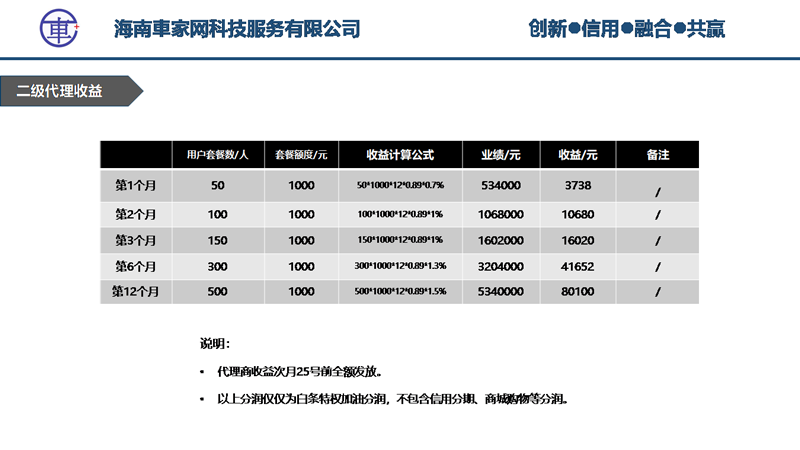 車
海南車家网科技服务有限公司
创新●信用●融合●共赢
二级代理收益
用户套餐数/人 套餐额度/元 收益计算公式 业绩/元 收益/元 备注
第1个月 50 1000 50*1000*12*0.89*0.7% 534000 3738 /
第2个月 100 1000 100*1000*12*0.89*1% 1068000 10680 /
第3个月 150 1000 150*1000*12*0.89*1% 1602000 16020 /
第6个月 300 1000 300*1000*12*0.89*1.3% 3204000 41652 /
第12个月 500 1000 500*1000*12*0.89*1.5% 5340000 80100 /
说明：
• 代理商收益次月25号前全额发放。
• 以上分润仅仅为白条特权加油分润，不包含信用分期、商城购物等分润。